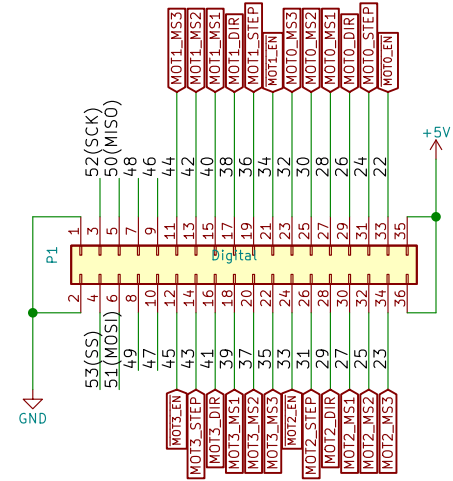 MOT1_MS3
MOT1_MS2
MOT1_MS1
MOT1_DIR
MOT1_STEP
MOT1_EN
MOT0_MS3
MOT0_MS2
MOT0_MS1
MOT0_DIR
MOT0_STEP
MOT0_EN
+5V
52(SCK)
50(MISO)
48
46
44
42
40
38
36
34
32
30
28
26
24
22
1
3
5
7
9
11
13
15
17
19
21
23
25
27
29
31
33
35
P1
Digital
2
4
6
8
10
12
14
16
18
20
22
24
26
28
30
32
34
36
53(SS)
51(MOSI)
49
47
45
43
41
39
37
35
33
31
29
27
25
23
GND
MOT3_EN
MOT3_STEP
MOT3_DIR
MOT3_MS1
MOT3_MS2
MOT3_MS3
MOT2_EN
MOT2_STEP
MOT2_DIR
MOT2_MS1
MOT2_MS2
MOT2_MS3